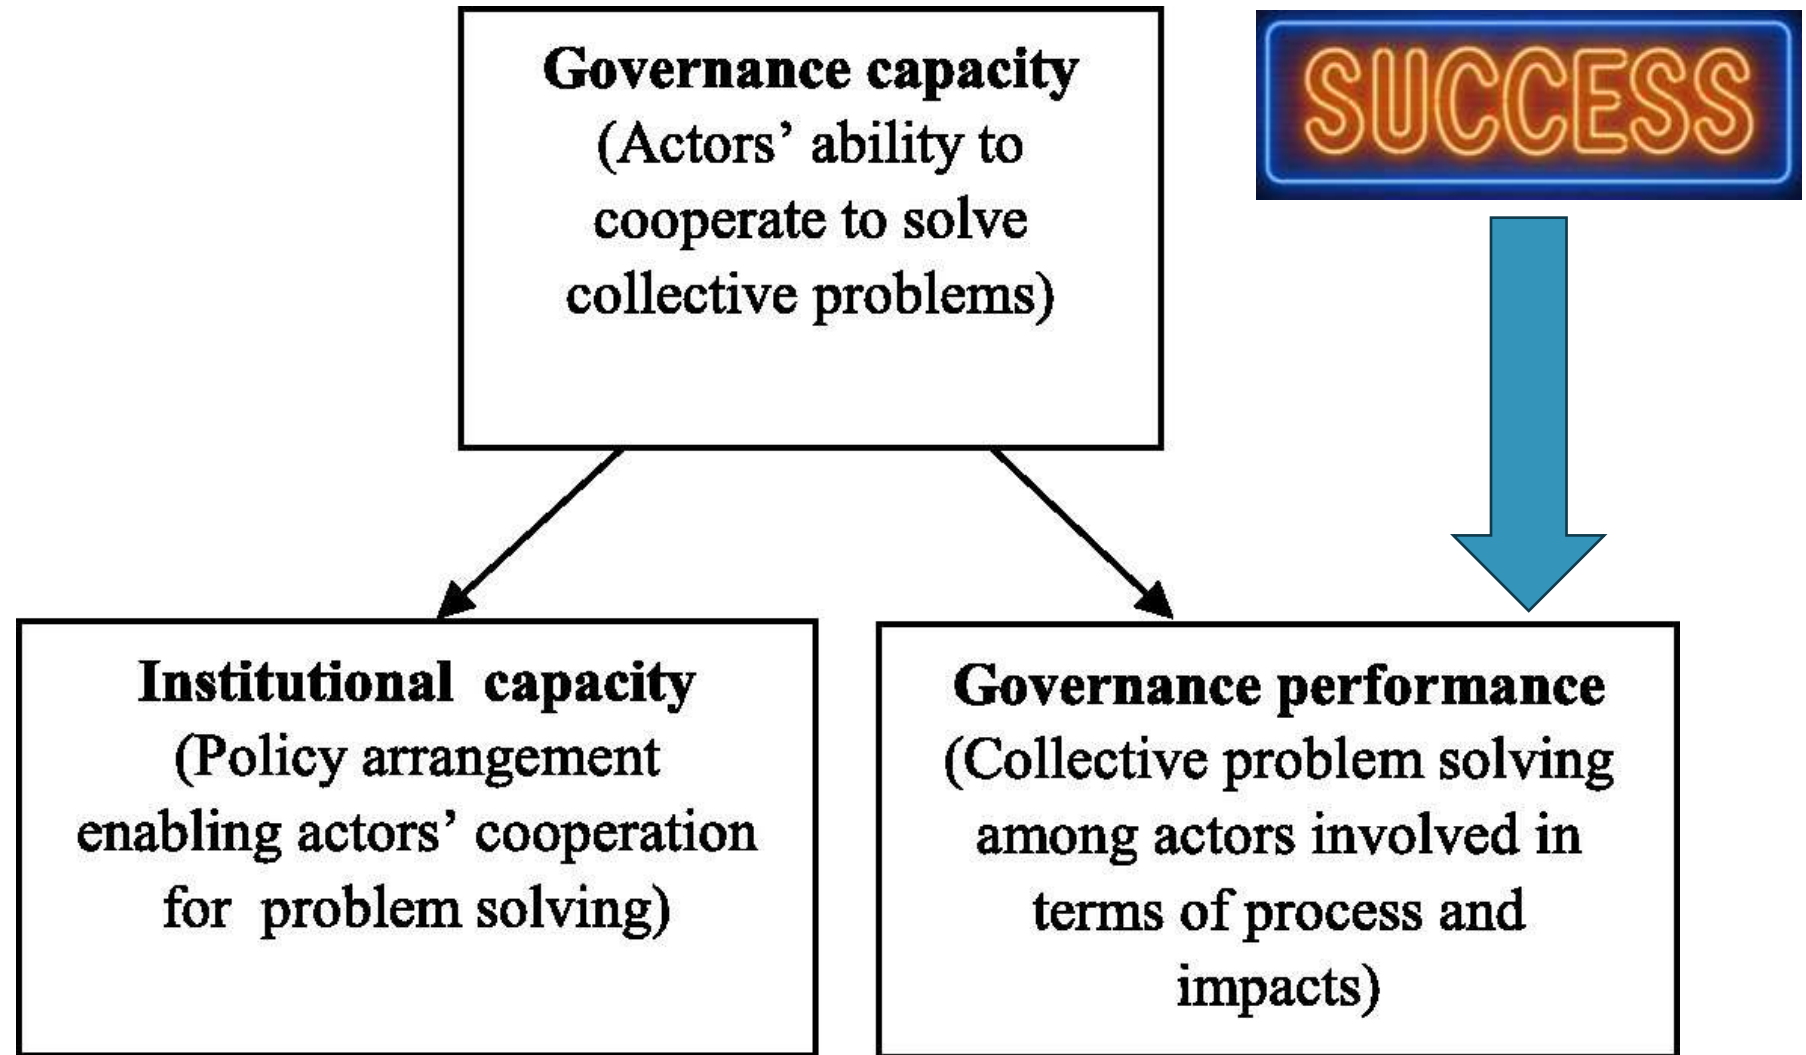 Governance capacity
(Actors’ ability to
cooperate to solve
collective problems)
SUCCESS
Institutional capacity
(Policy arrangement
enabling actors’ cooperation
for problem solving)
Governance performance
(Collective problem solving
among actors involved in
terms of process and
impacts)